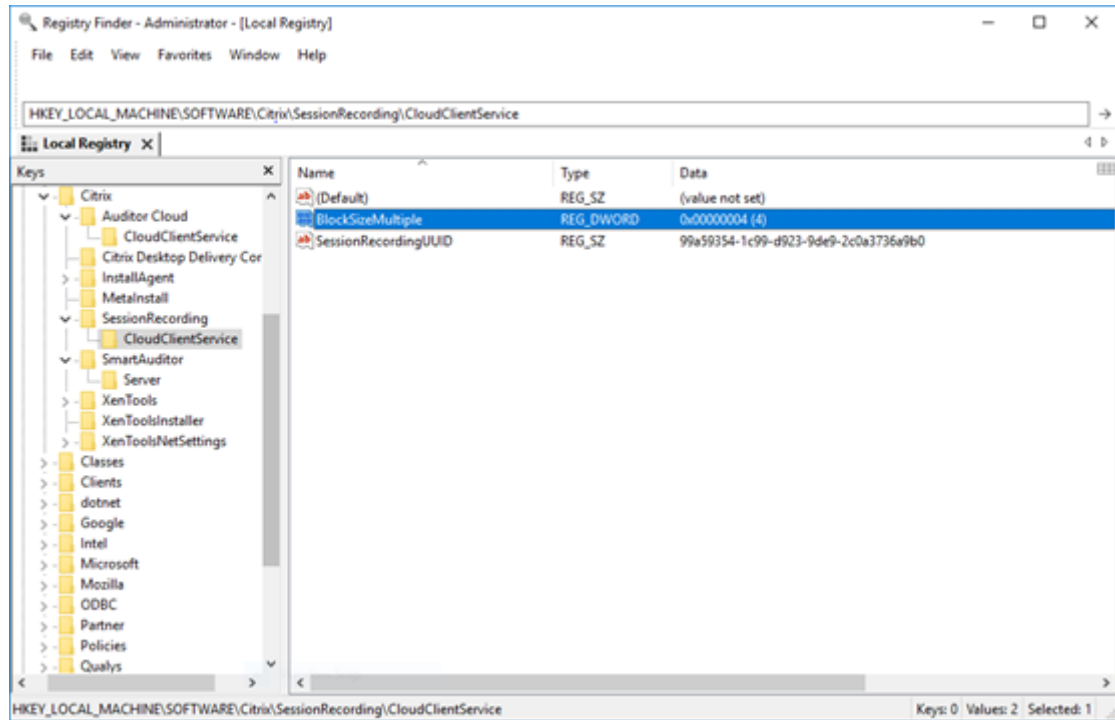 Registry Finder - Administrator - [Local Registry]
File Edit View Favorites Window Help
HKEY_LOCAL_MACHINE\SOFTWARE\Citrix\SessionRecording\CloudClientService
Local Registry
Keys
Citrix
Auditor Cloud
CloudClientService
Citrix Desktop Delivery Cor
InstallAgent
MetaInstall
SessionRecording
CloudClientService
SmartAuditor
Server
XenTools
XenToolsInstaller
XenToolsNetSettings
Classes
Clients
dotnet
Google
Intel
Microsoft
Mozilla
ODBC
Partner
Policies
Qualys
Name Type Data
(Default) REG_SZ (value not set)
BlockSizeMultiple REG_DWORD 0x00000004 (4)
SessionRecordingUUID REG_SZ 99a59354-1c99-d923-9de9-2c0a3736a9b0
HKEY_LOCAL_MACHINE\SOFTWARE\Citrix\SessionRecording\CloudClientService Keys: 0 Values: 2 Selected: 1